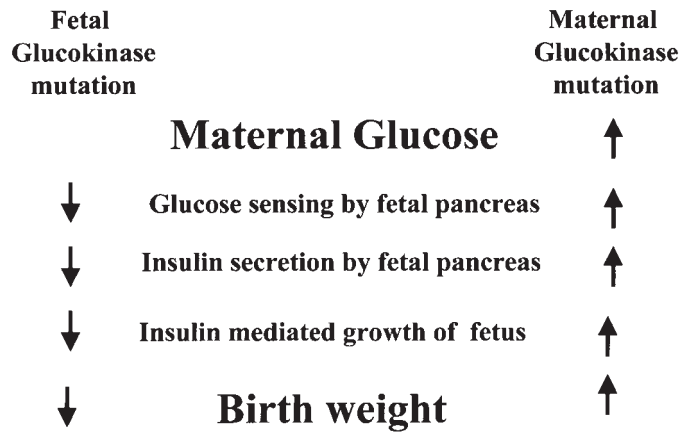 Fetal
Glucokinase
mutation
Maternal
Glucokinase
mutation
Maternal Glucose
Glucose sensing by fetal pancreas
Insulin secretion by fetal pancreas
Insulin mediated growth of fetus
Birth weight